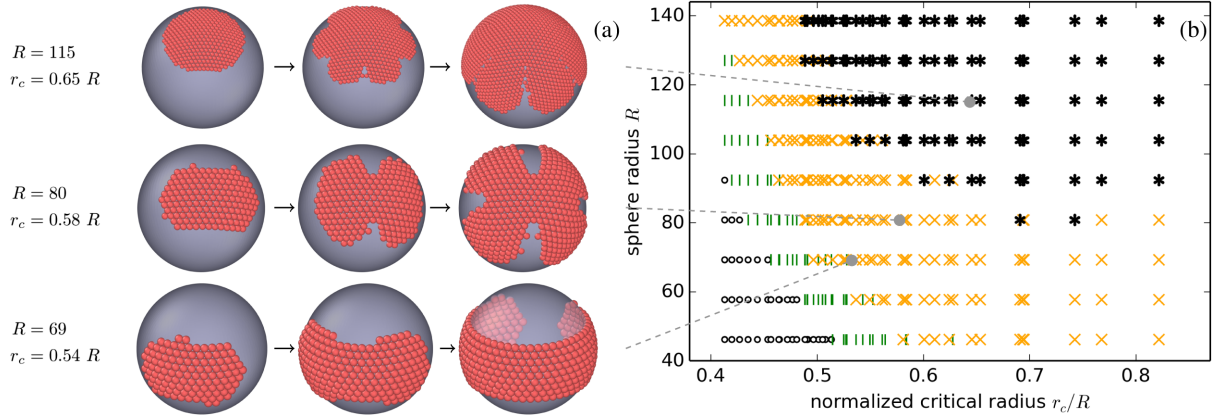 (a)
R = 115
r_c = 0.65 R
R = 80
r_c = 0.58 R
R = 69
r_c = 0.54 R
(b)
140
120
100
80
60
40
sphere radius R
0.4 0.5 0.6 0.7 0.8
normalized critical radius r_c/R